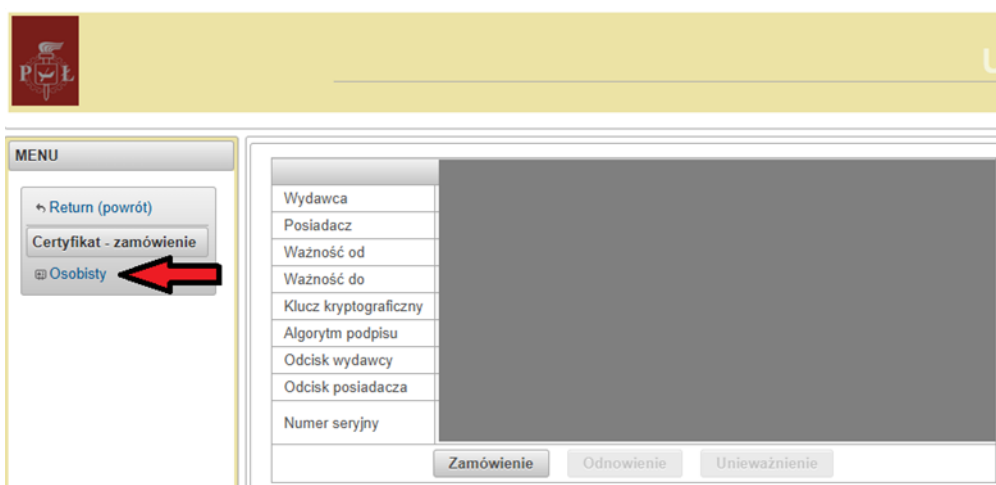 P Ł
U
MENU
Return (powrót)
Certyfikat - zamówienie
Osobisty
Wydawca
Posiadacz
Ważność od
Ważność do
Klucz kryptograficzny
Algorytm podpisu
Odcisk wydawcy
Odcisk posiadacza
Numer seryjny
Zamówienie Odnowienie Unieważnienie